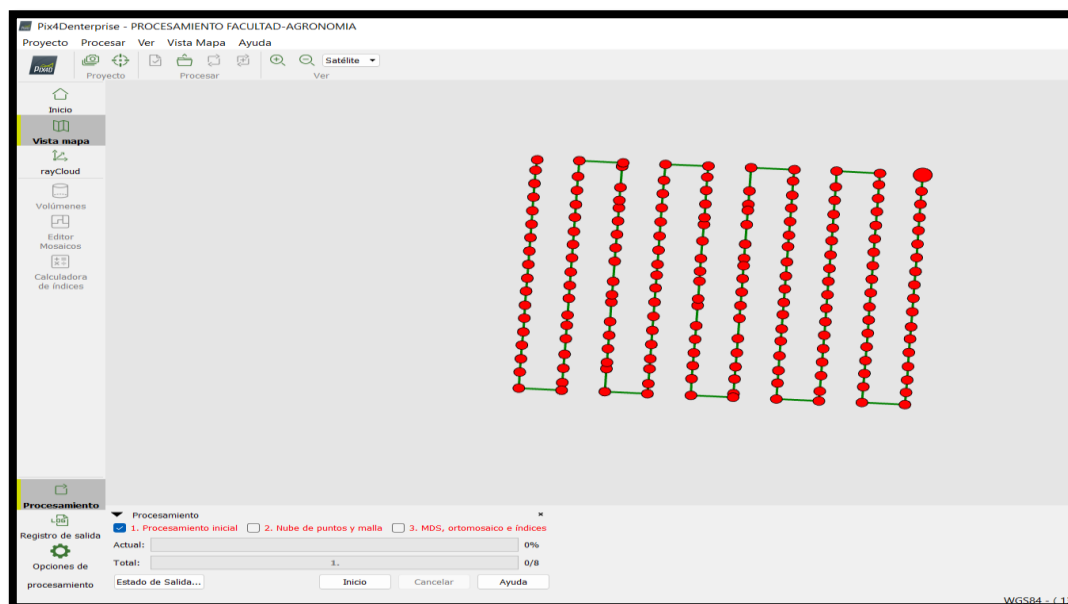 Pix4Denterprise - PROCESAMIENTO FACULTAD-AGRONOMIA
Proyecto Procesar Ver Vista Mapa Ayuda
PIX4D
Satélite
Proyecto Procesar Ver
Inicio
Vista mapa
rayCloud
Volúmenes
Editor
Mosaicos
Calculadora
de índices
Procesamiento
LOG
Registro de salida
Opciones de
procesamiento
Procesamiento
1. Procesamiento inicial 2. Nube de puntos y malla 3. MDS, ortomosaico e índices
Actual: 0%
Total: 1. 0/8
Estado de Salida... Inicio Cancelar Ayuda
WGS84 - ( 1